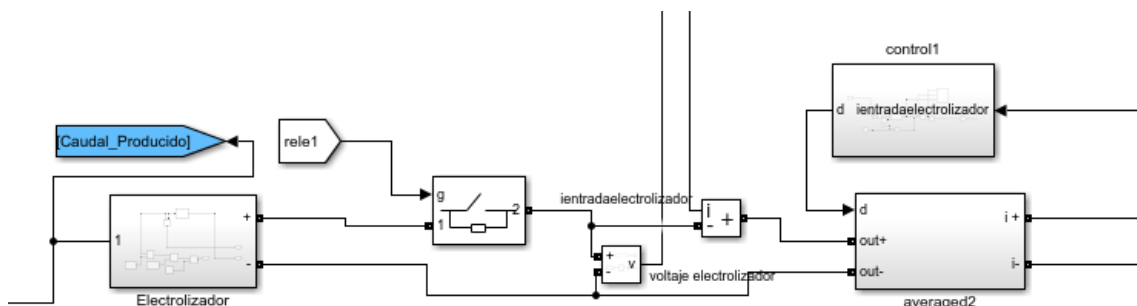 control1
d ientradaelectrolizador
[Caudal_Producido]
rele1
g
1 2
ientradaelectrolizador
i
- +
1 + -
Electrolizador
+ - v
voltaje electrolizador
d
out+
out-
i +
i-
averaged2